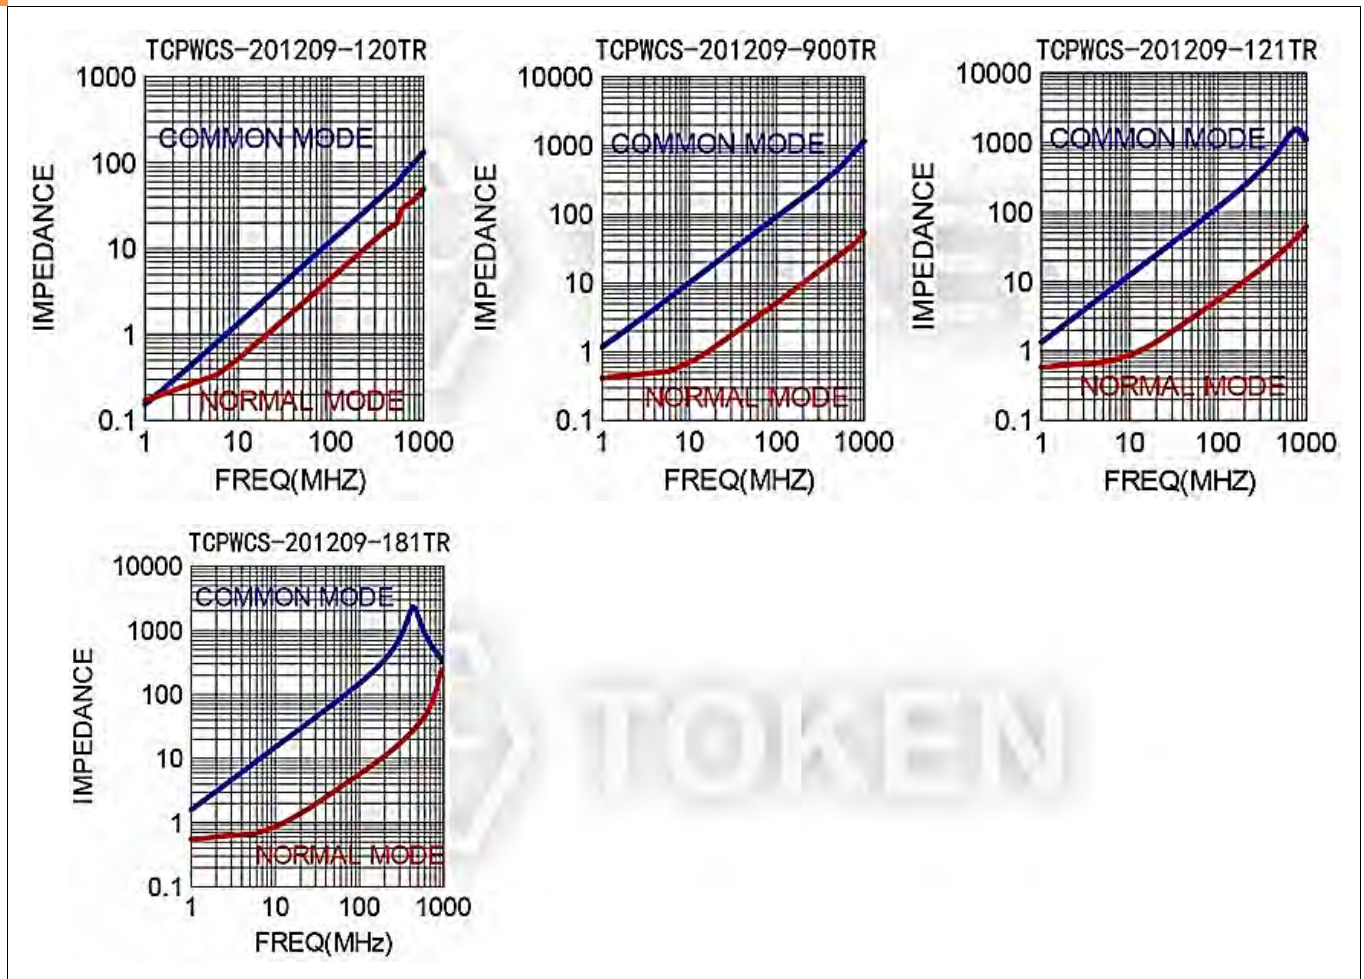 TCPWCS-201209-120TR
1000
100
10
1
0.1
IMPEDANCE
COMMON MODE
NORMAL MODE
1 10 100 1000
FREQ(MHZ)
TCPWCS-201209-900TR
10000
1000
100
10
1
0.1
IMPEDANCE
COMMON MODE
NORMAL MODE
1 10 100 1000
FREQ(MHZ)
TCPWCS-201209-121TR
10000
1000
100
10
1
0.1
IMPEDANCE
COMMON MODE
NORMAL MODE
1 10 100 1000
FREQ(MHZ)
TCPWCS-201209-181TR
10000
1000
100
10
1
0.1
IMPEDANCE
COMMON MODE
NORMAL MODE
1 10 100 1000
FREQ(MHz)
TOKEN